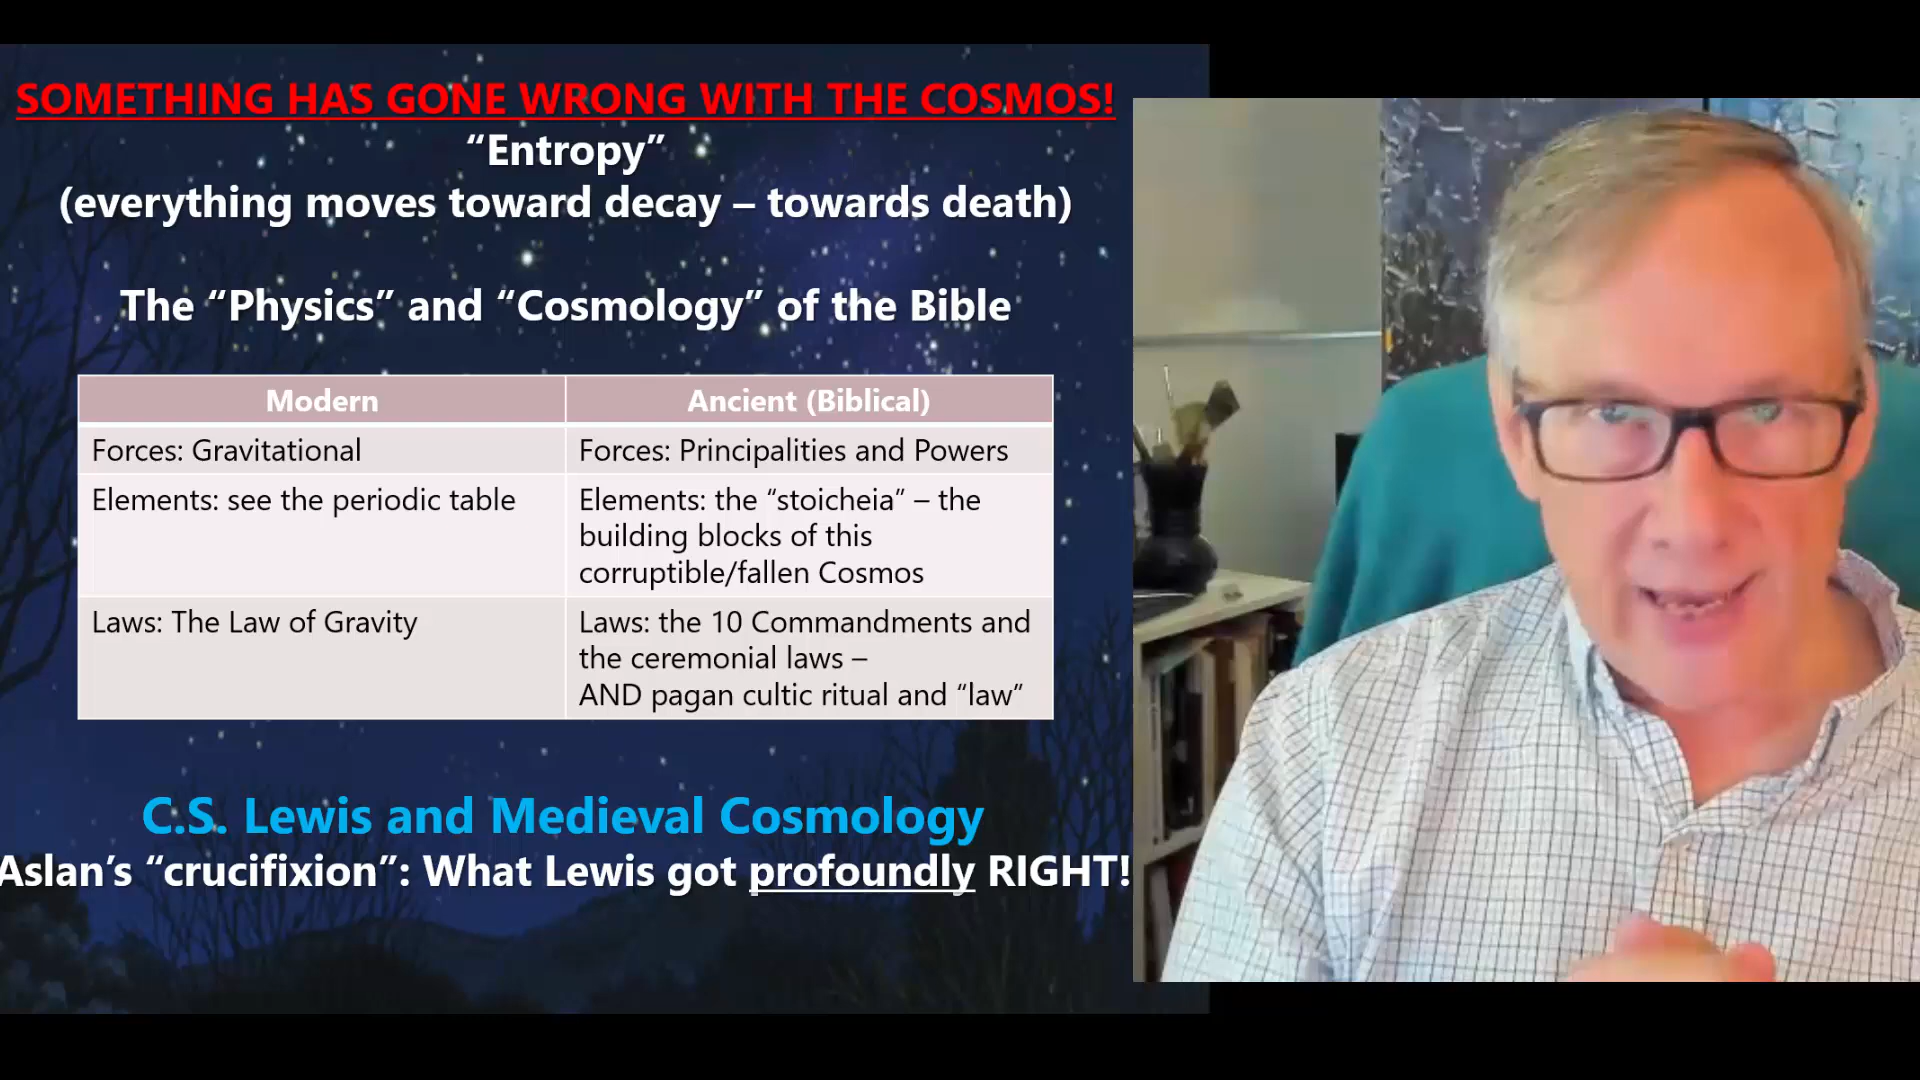 SOMETHING HAS GONE WRONG WITH THE COSMOS!
“Entropy”
(everything moves toward decay – towards death)
The “Physics” and “Cosmology” of the Bible
Modern
Ancient (Biblical)
Forces: Gravitational
Forces: Principalities and Powers
Elements: see the periodic table
Elements: the “stoicheia” – the
building blocks of this
corruptible/fallen Cosmos
Laws: The Law of Gravity
Laws: the 10 Commandments and
the ceremonial laws –
AND pagan cultic ritual and “law”
C.S. Lewis and Medieval Cosmology
Aslan’s “crucifixion”: What Lewis got profoundly RIGHT!